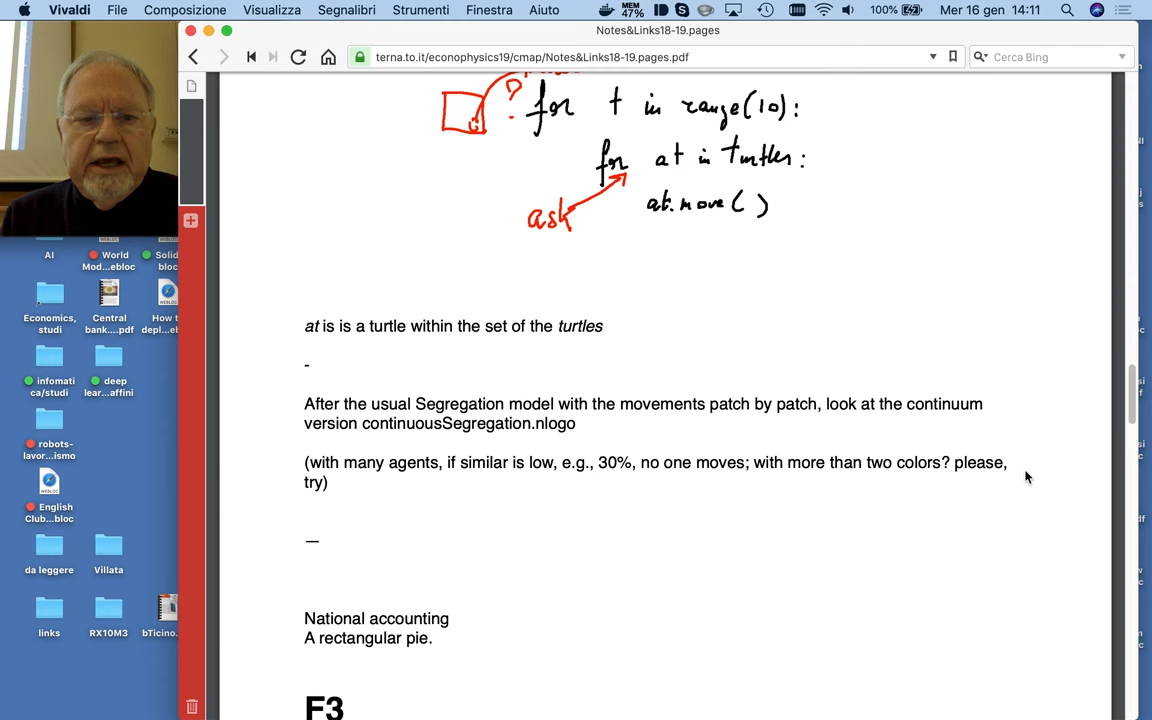 Vivaldi File Composizione Visualizza Segnalibri Strumenti Finestra Aiuto MEM 47% 100% Mer 16 gen 14:11
Notes&Links18-19.pages
terna.to.it/econophysics19/cmap/Notes&Links18-19.pages.pdf
Cerca Bing
? for t in range(10):
for at in turtles:
ask
at.move( )
at is is a turtle within the set of the turtles
-
After the usual Segregation model with the movements patch by patch, look at the continuum
version continuousSegregation.nlogo
(with many agents, if similar is low, e.g., 30%, no one moves; with more than two colors? please,
try)
—
National accounting
A rectangular pie.
F3
AI
World
Mod...ebloc
Solid
bloc
Economics,
studi
Central
bank....pdf
How t
depl...el
infomati
ca/studi
deep
lear...affini
robots-
lavor...ismo
English
Club...bloc
da leggere
Villata
links
RX10M3
bTicino.